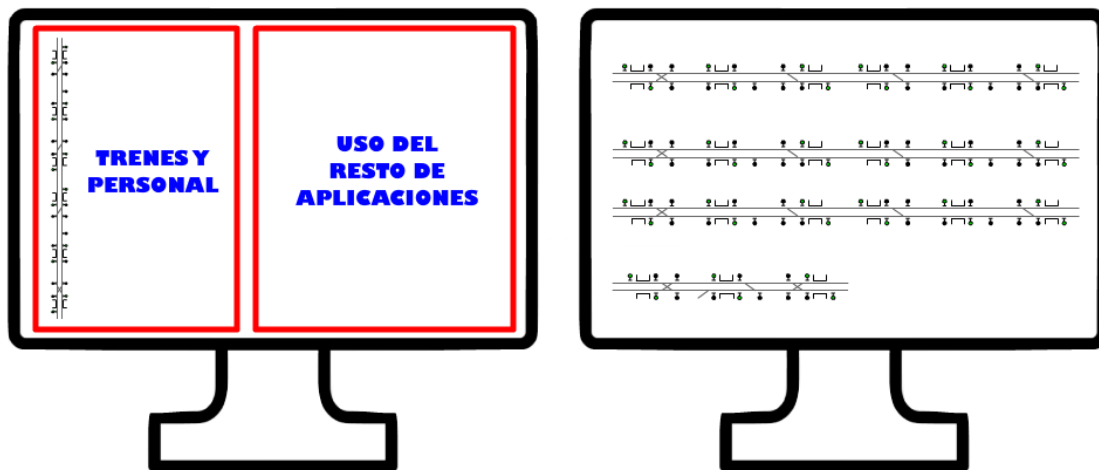 TRENES Y
PERSONAL
USO DEL
RESTO DE
APLICACIONES